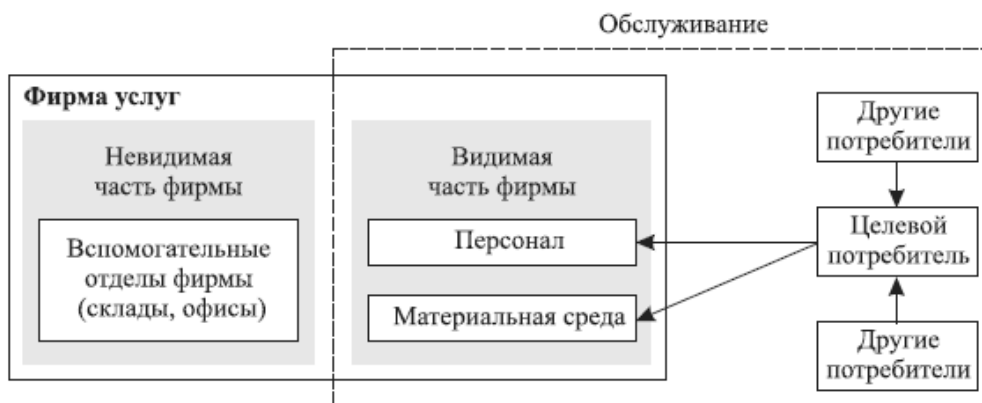 Обслуживание
Фирма услуг
Невидимая
часть фирмы
Вспомогательные
отделы фирмы
(склады, офисы)
Видимая
часть фирмы
Персонал
Материальная среда
Другие
потребители
Целевой
потребитель
Другие
потребители